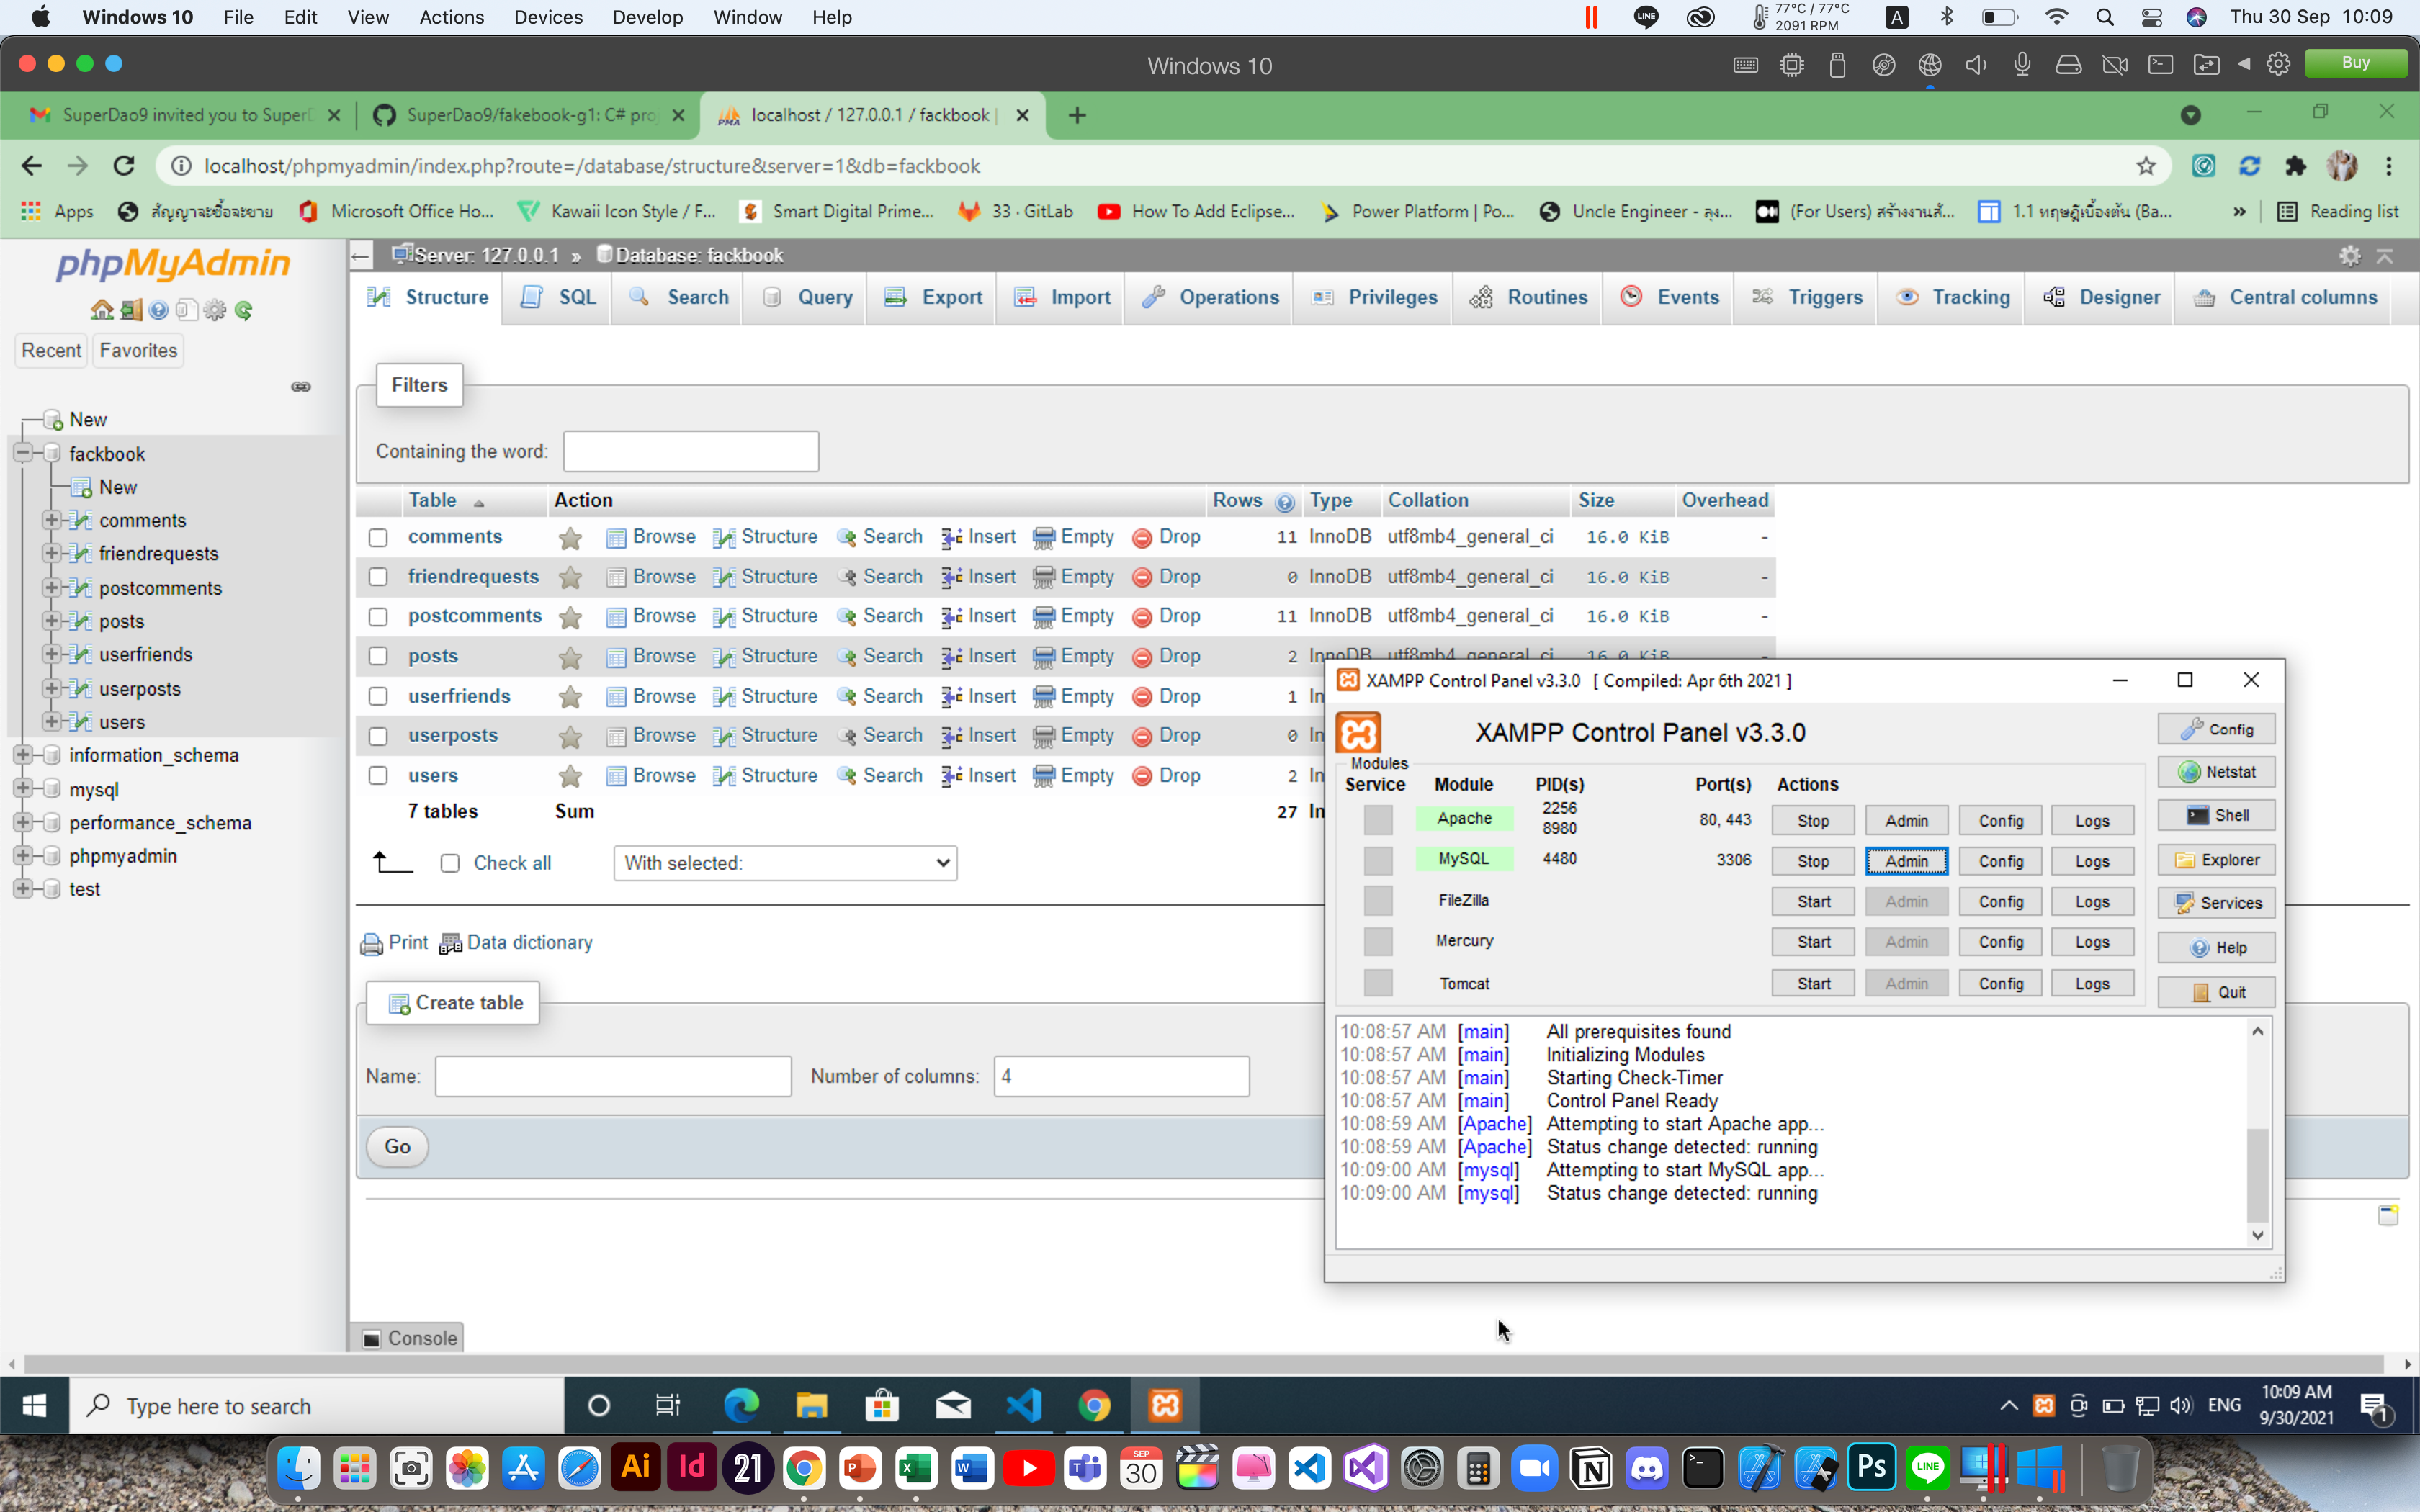 Windows 10 File Edit View Actions Devices Develop Window Help
77°C / 77°C
2091 RPM
A
Thu 30 Sep 10:09
Windows 10
Buy
SuperDao9 invited you to Super
SuperDao9/fakebook-g1: C# pro
localhost / 127.0.0.1 / fackbook |
localhost/phpmyadmin/index.php?route=/database/structure&server=1&db=fackbook
Apps
สัญญาจะซื้อจะขาย
Microsoft Office Ho...
Kawaii Icon Style / F...
Smart Digital Prime...
33 · GitLab
How To Add Eclipse...
Power Platform | Po...
Uncle Engineer - ลุง...
(For Users) สร้างงานสั...
1.1 ทฤษฎีเบื้องต้น (Ba...
»
Reading list
phpMyAdmin
Recent Favorites
New
fackbook
New
comments
friendrequests
postcomments
posts
userfriends
userposts
users
information_schema
mysql
performance_schema
phpmyadmin
test
Server: 127.0.0.1 » Database: fackbook
Structure SQL Search Query Export Import Operations Privileges Routines Events Triggers Tracking Designer Central columns
Filters
Containing the word:
Table Action Rows Type Collation Size Overhead
comments Browse Structure Search Insert Empty Drop 11 InnoDB utf8mb4_general_ci 16.0 KiB -
friendrequests Browse Structure Search Insert Empty Drop 0 InnoDB utf8mb4_general_ci 16.0 KiB -
postcomments Browse Structure Search Insert Empty Drop 11 InnoDB utf8mb4_general_ci 16.0 KiB -
posts Browse Structure Search Insert Empty Drop 2 InnoDB utf8mb4_general_ci 16.0 KiB -
userfriends Browse Structure Search Insert Empty Drop 1 In
userposts Browse Structure Search Insert Empty Drop 0 In
users Browse Structure Search Insert Empty Drop 2 In
7 tables Sum 27 In
Check all With selected:
Print Data dictionary
Create table
Name: Number of columns: 4
Go
Console
XAMPP Control Panel v3.3.0 [ Compiled: Apr 6th 2021 ]
XAMPP Control Panel v3.3.0
Modules
Service Module PID(s) Port(s) Actions
Apache 2256
8980 80, 443 Stop Admin Config Logs
MySQL 4480 3306 Stop Admin Config Logs
FileZilla Start Admin Config Logs
Mercury Start Admin Config Logs
Tomcat Start Admin Config Logs
Config
Netstat
Shell
Explorer
Services
Help
Quit
10:08:57 AM [main] All prerequisites found
10:08:57 AM [main] Initializing Modules
10:08:57 AM [main] Starting Check-Timer
10:08:57 AM [main] Control Panel Ready
10:08:59 AM [Apache] Attempting to start Apache app...
10:08:59 AM [Apache] Status change detected: running
10:09:00 AM [mysql] Attempting to start MySQL app...
10:09:00 AM [mysql] Status change detected: running
Type here to search
ENG
10:09 AM
9/30/2021
1
Ai
Id
21
SEP
30
Ps
LINE